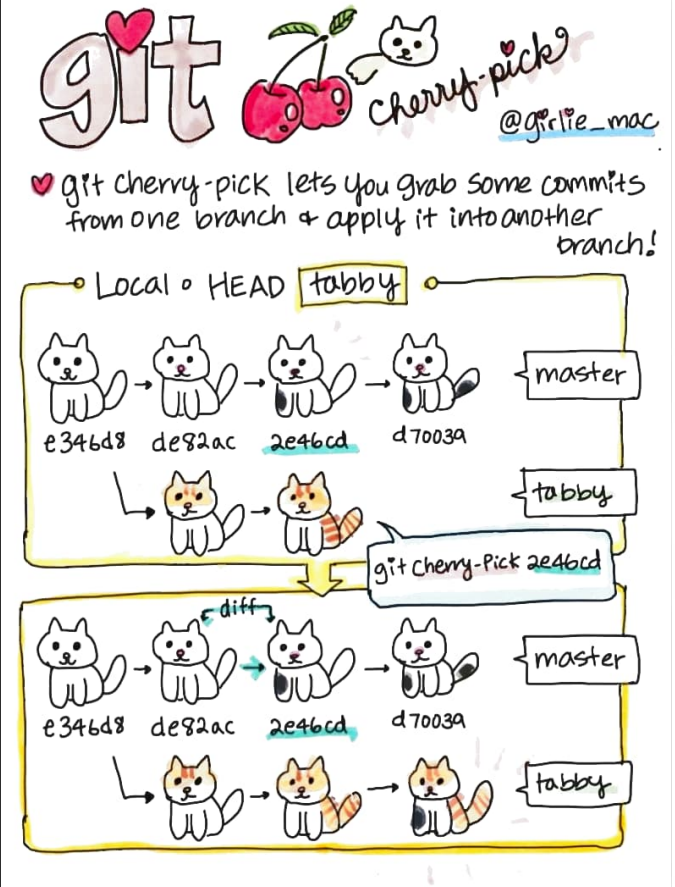 git cherry-pick
@girlie_mac
git cherry-pick lets you grab some commits
from one branch & apply it into another
branch!
Local HEAD tabby
master
e346d8 de82ac 2e46cd d7003a
tabby
git cherry-pick 2e46cd
diff
master
e346d8 de82ac 2e46cd d7003a
tabby